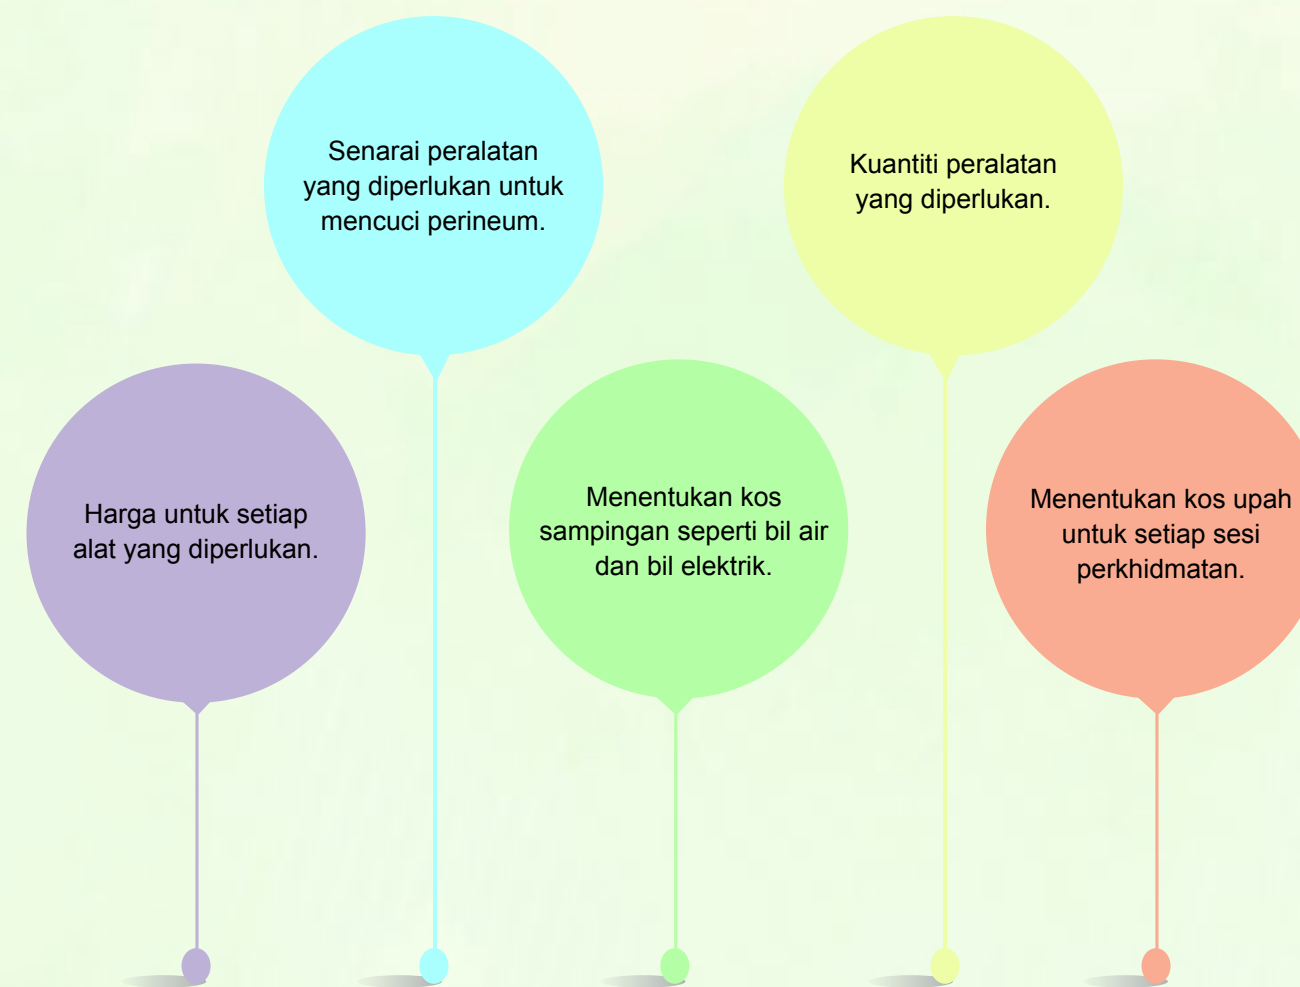 Senarai peralatan
yang diperlukan untuk
mencuci perineum.
Kuantiti peralatan
yang diperlukan.
Harga untuk setiap
alat yang diperlukan.
Menentukan kos
sampingan seperti bil air
dan bil elektrik.
Menentukan kos upah
untuk setiap sesi
perkhidmatan.